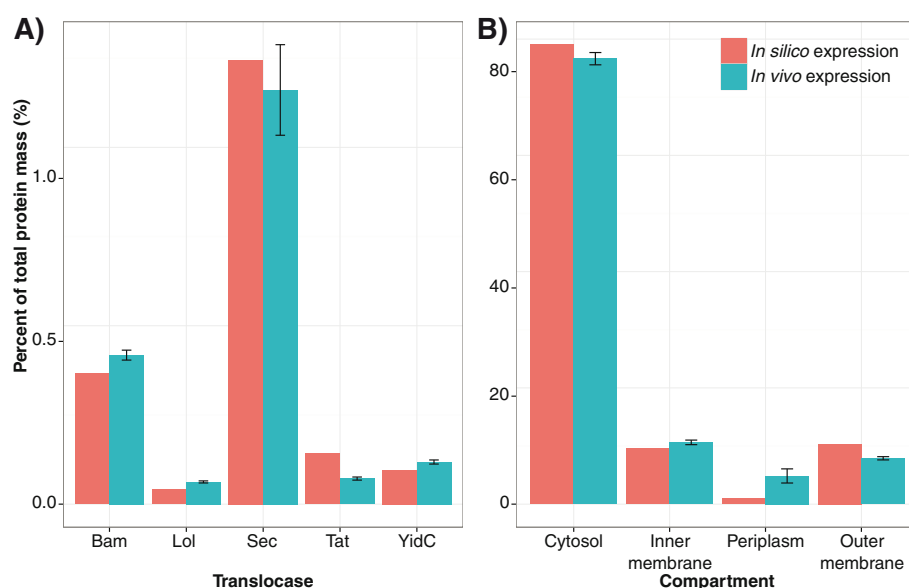 A)
B)
In silico expression
In vivo expression
Percent of total protein mass (%)
1.0
0.5
0.0
80
60
40
20
0
Bam Lol Sec Tat YidC
Translocase
Cytosol Inner membrane Periplasm Outer membrane
Compartment